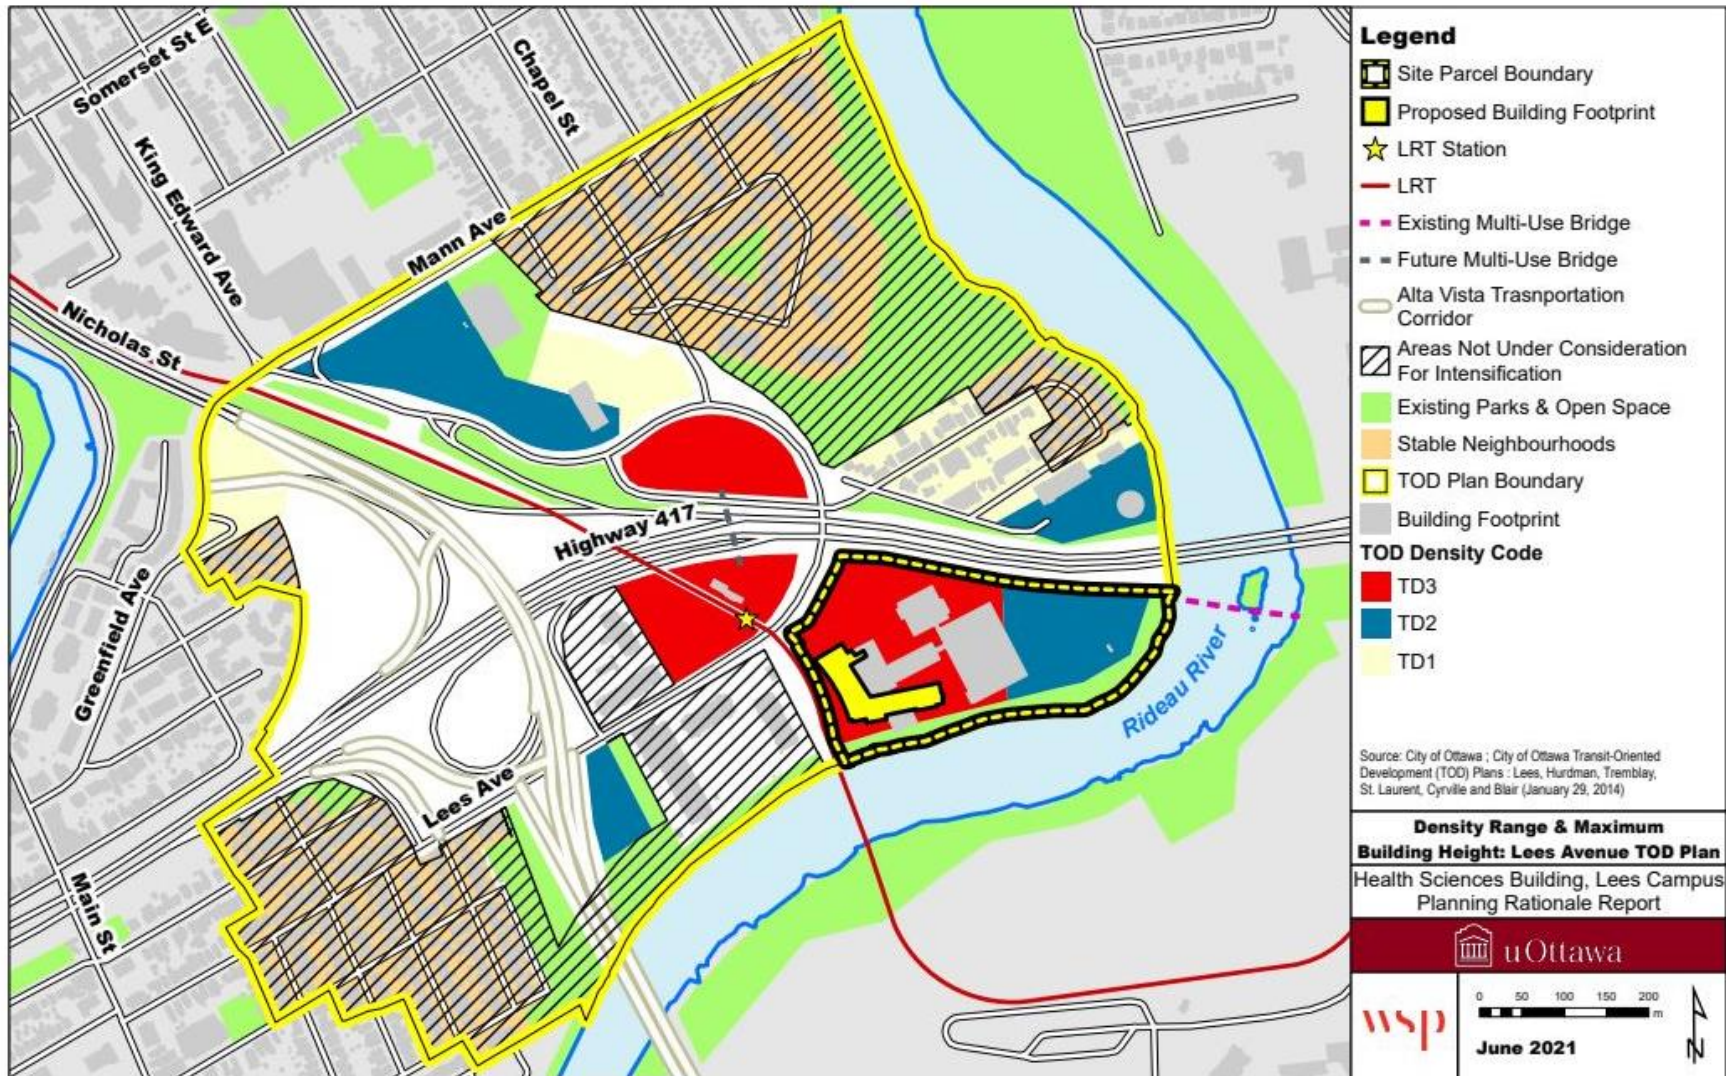 Somerset St E
King Edward Ave
Chapel St
Mann Ave
Nicholas St
Highway 417
Greenfield Ave
Lees Ave
Main St
Rideau River
Legend
Site Parcel Boundary
Proposed Building Footprint
LRT Station
LRT
Existing Multi-Use Bridge
Future Multi-Use Bridge
Alta Vista Trasnportation
Corridor
Areas Not Under Consideration
For Intensification
Existing Parks & Open Space
Stable Neighbourhoods
TOD Plan Boundary
Building Footprint
TOD Density Code
TD3
TD2
TD1
Source: City of Ottawa ; City of Ottawa Transit-Oriented
Development (TOD) Plans : Lees, Hurdman, Tremblay,
St. Laurent, Cyrville and Blair (January 29, 2014)
Density Range & Maximum
Building Height: Lees Avenue TOD Plan
Health Sciences Building, Lees Campus
Planning Rationale Report
uOttawa
wsp
0 50 100 150 200
m
June 2021
N